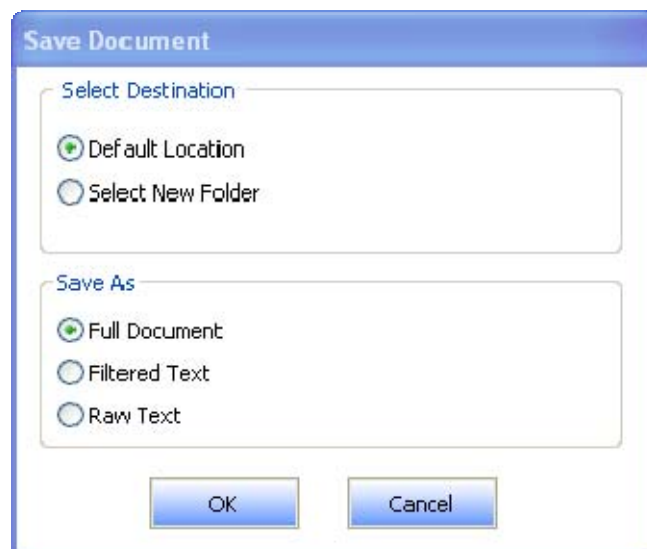 Save Document
Select Destination
Default Location
Select New Folder
Save As
Full Document
Filtered Text
Raw Text
OK
Cancel